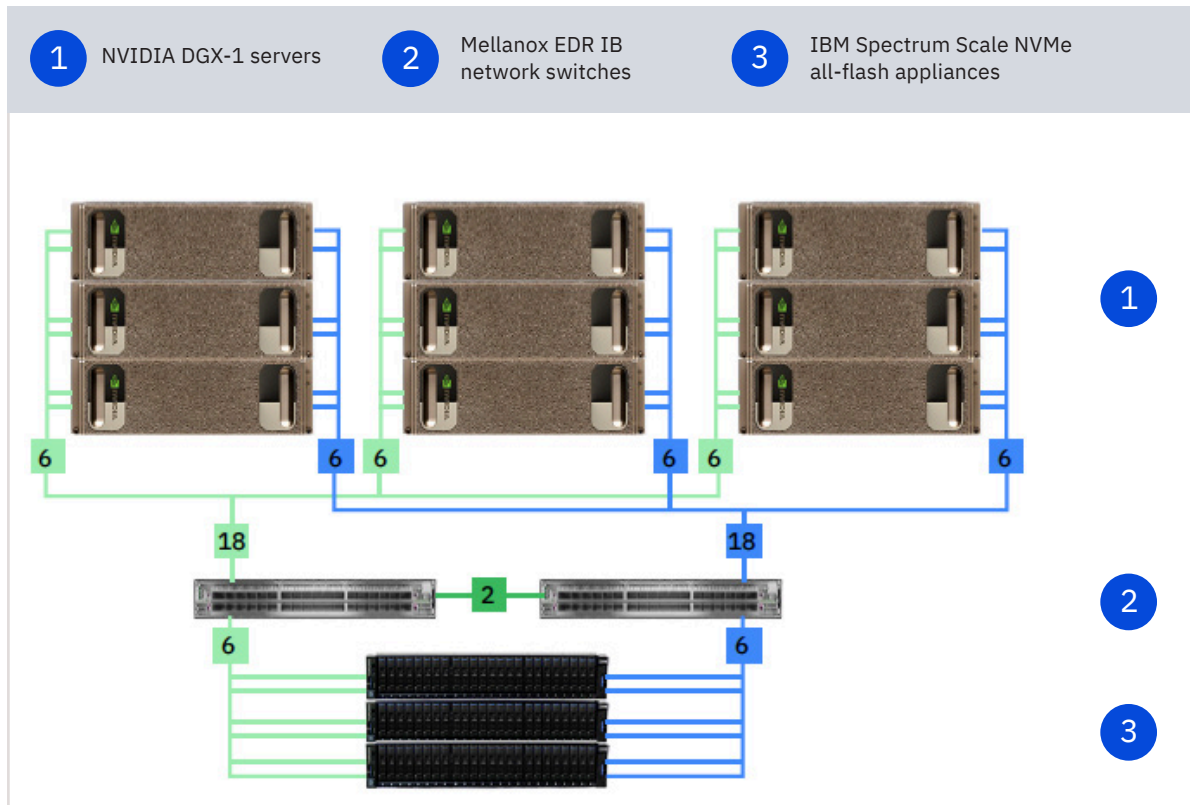 1 NVIDIA DGX-1 servers
2 Mellanox EDR IB
network switches
3 IBM Spectrum Scale NVMe
all-flash appliances
1
6 6 6 6 6 6
18 18
2
2
6 6
3